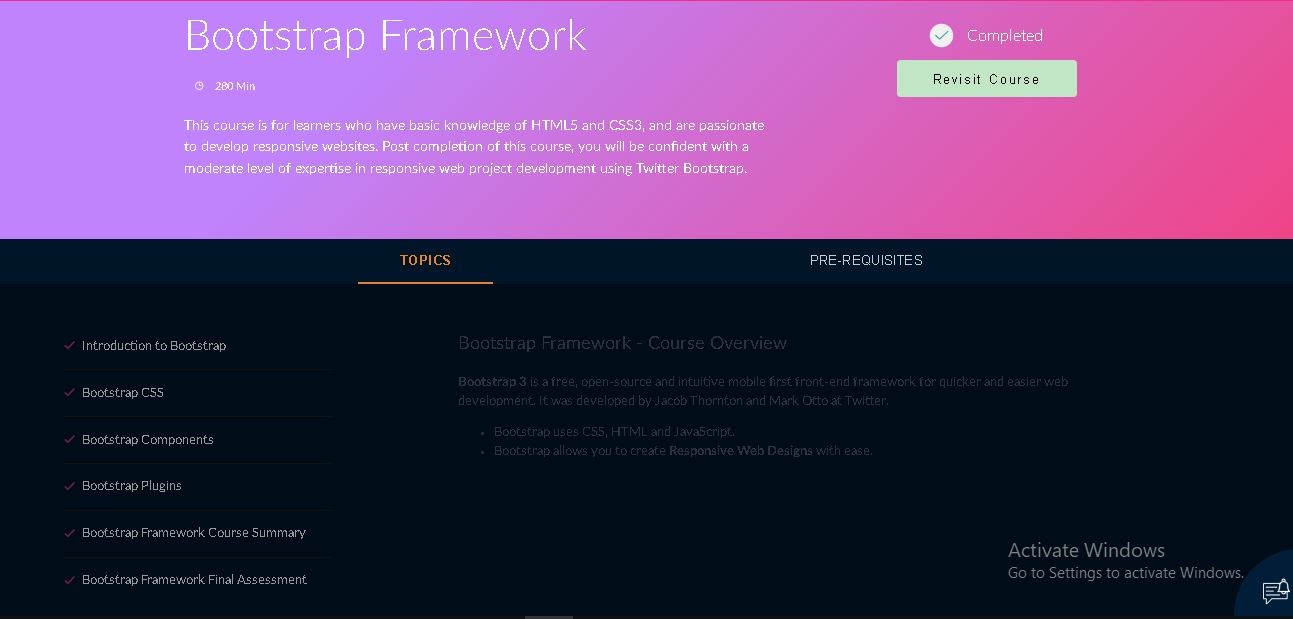 Bootstrap Framework
Completed
Revisit Course
280 Min
This course is for learners who have basic knowledge of HTML5 and CSS3, and are passionate
to develop responsive websites. Post completion of this course, you will be confident with a
moderate level of expertise in responsive web project development using Twitter Bootstrap.
TOPICS
PRE-REQUISITES
Introduction to Bootstrap
Bootstrap CSS
Bootstrap Components
Bootstrap Plugins
Bootstrap Framework Course Summary
Bootstrap Framework Final Assessment
Bootstrap Framework - Course Overview
Bootstrap 3 is a free, open-source and intuitive mobile first front-end framework for quicker and easier web
development. It was developed by Jacob Thornton and Mark Otto at Twitter.
Bootstrap uses CSS, HTML and JavaScript.
Bootstrap allows you to create Responsive Web Designs with ease.
Activate Windows
Go to Settings to activate Windows.